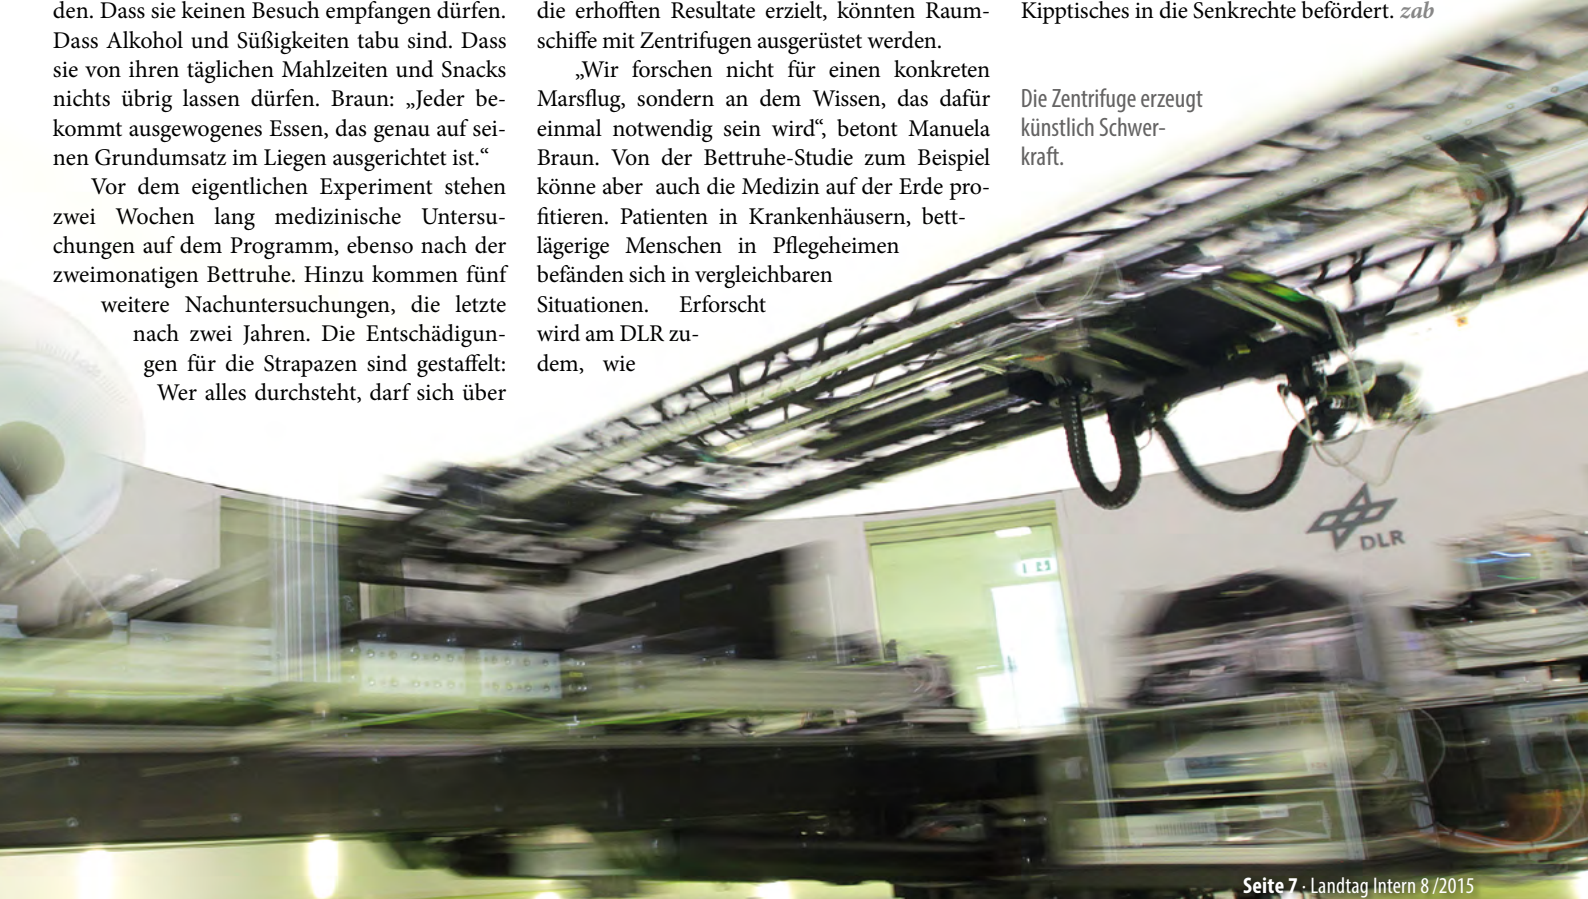 den. Dass sie keinen Besuch empfangen dürfen.
Dass Alkohol und Süßigkeiten tabu sind. Dass
sie von ihren täglichen Mahlzeiten und Snacks
nichts übrig lassen dürfen. Braun: „Jeder be-
kommt ausgewogenes Essen, das genau auf sei-
nen Grundumsatz im Liegen ausgerichtet ist.“
Vor dem eigentlichen Experiment stehen
zwei Wochen lang medizinische Untersu-
chungen auf dem Programm, ebenso nach der
zweimonatigen Bettruhe. Hinzu kommen fünf
weitere Nachuntersuchungen, die letzte
nach zwei Jahren. Die Entschädigun-
gen für die Strapazen sind gestaffelt:
Wer alles durchsteht, darf sich über
die erhofften Resultate erzielt, könnten Raum-
schiffe mit Zentrifugen ausgerüstet werden.
„Wir forschen nicht für einen konkreten
Marsflug, sondern an dem Wissen, das dafür
einmal notwendig sein wird“, betont Manuela
Braun. Von der Bettruhe-Studie zum Beispiel
könne aber auch die Medizin auf der Erde pro-
fitieren. Patienten in Krankenhäusern, bett-
lägerige Menschen in Pflegeheimen
befänden sich in vergleichbaren
Situationen. Erforscht
wird am DLR zu-
dem, wie
Kipptisches in die Senkrechte befördert. zab
Die Zentrifuge erzeugt
künstlich Schwer-
kraft.
DLR
Seite 7 · Landtag Intern 8/2015